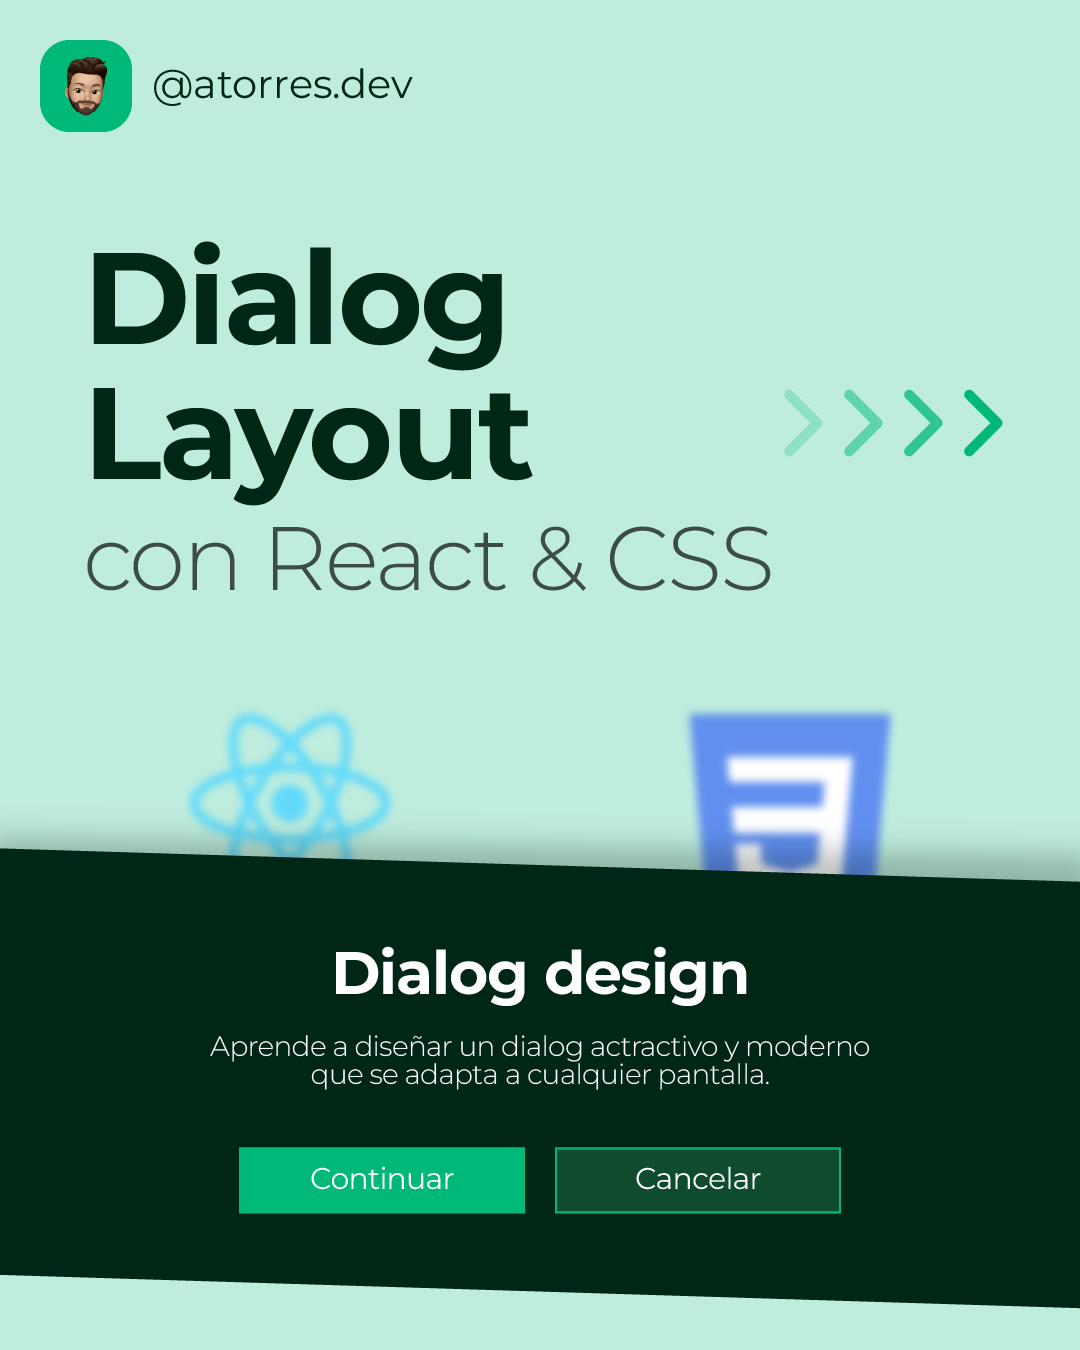 @atorres.dev
Dialog
Layout
con React & CSS
Dialog design
Aprende a diseñar un dialog actractivo y moderno
que se adapta a cualquier pantalla.
Continuar
Cancelar